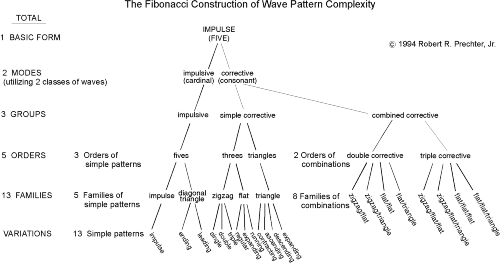 The Fibonacci Construction of Wave Pattern Complexity
TOTAL
1 BASIC FORM
IMPULSE
(FIVE)
© 1994 Robert R. Prechter, Jr.
2 MODES
(utilizing 2 classes of waves)
impulsive
(cardinal)
corrective
(consonant)
3 GROUPS
impulsive
simple corrective
combined corrective
5 ORDERS
3 Orders of
simple patterns
fives
threes
triangles
2 Orders of
combinations
double corrective
triple corrective
13 FAMILIES
5 Families of
simple patterns
impulse
diagonal
triangle
zigzag
flat
triangle
8 Families of
combinations
zigzag/flat
zigzag/triangle
flat/flat
flat/triangle
zigzag/flat/flat
zigzag/flat/triangle
flat/flat/flat
flat/flat/triangle
VARIATIONS
13 Simple patterns
impulse
ending
leading
single
double
triple
regular
expanding
running
contracting
ascending
descending
expanding